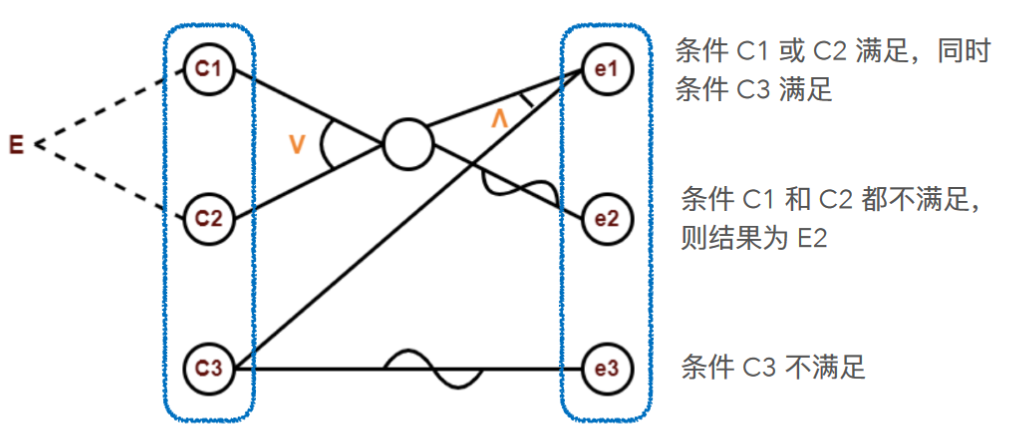 C1
e1
条件 C1 或 C2 满足，同时
条件 C3 满足
Λ
E
V
C2
e2
条件 C1 和 C2 都不满足，
则结果为 E2
C3
e3
条件 C3 不满足